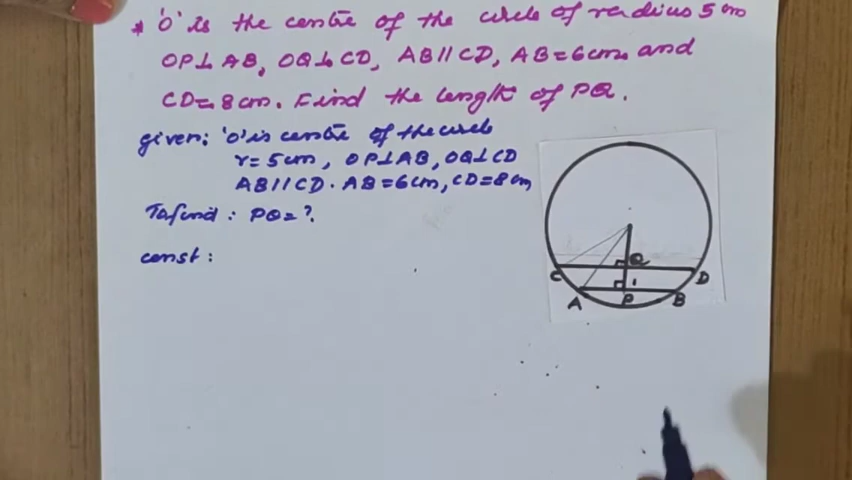 * 'O' is the centre of the circle of radius 5 cm
OP⊥AB, OQ⊥CD, AB//CD, AB=6cm and
CD=8cm. Find the length of PQ.
given: 'O' is centre of the circle
r=5cm, OP⊥AB, OQ⊥CD
AB//CD. AB=6cm, CD=8cm
Tofind: PQ=?
const:
Q
C D
A P B